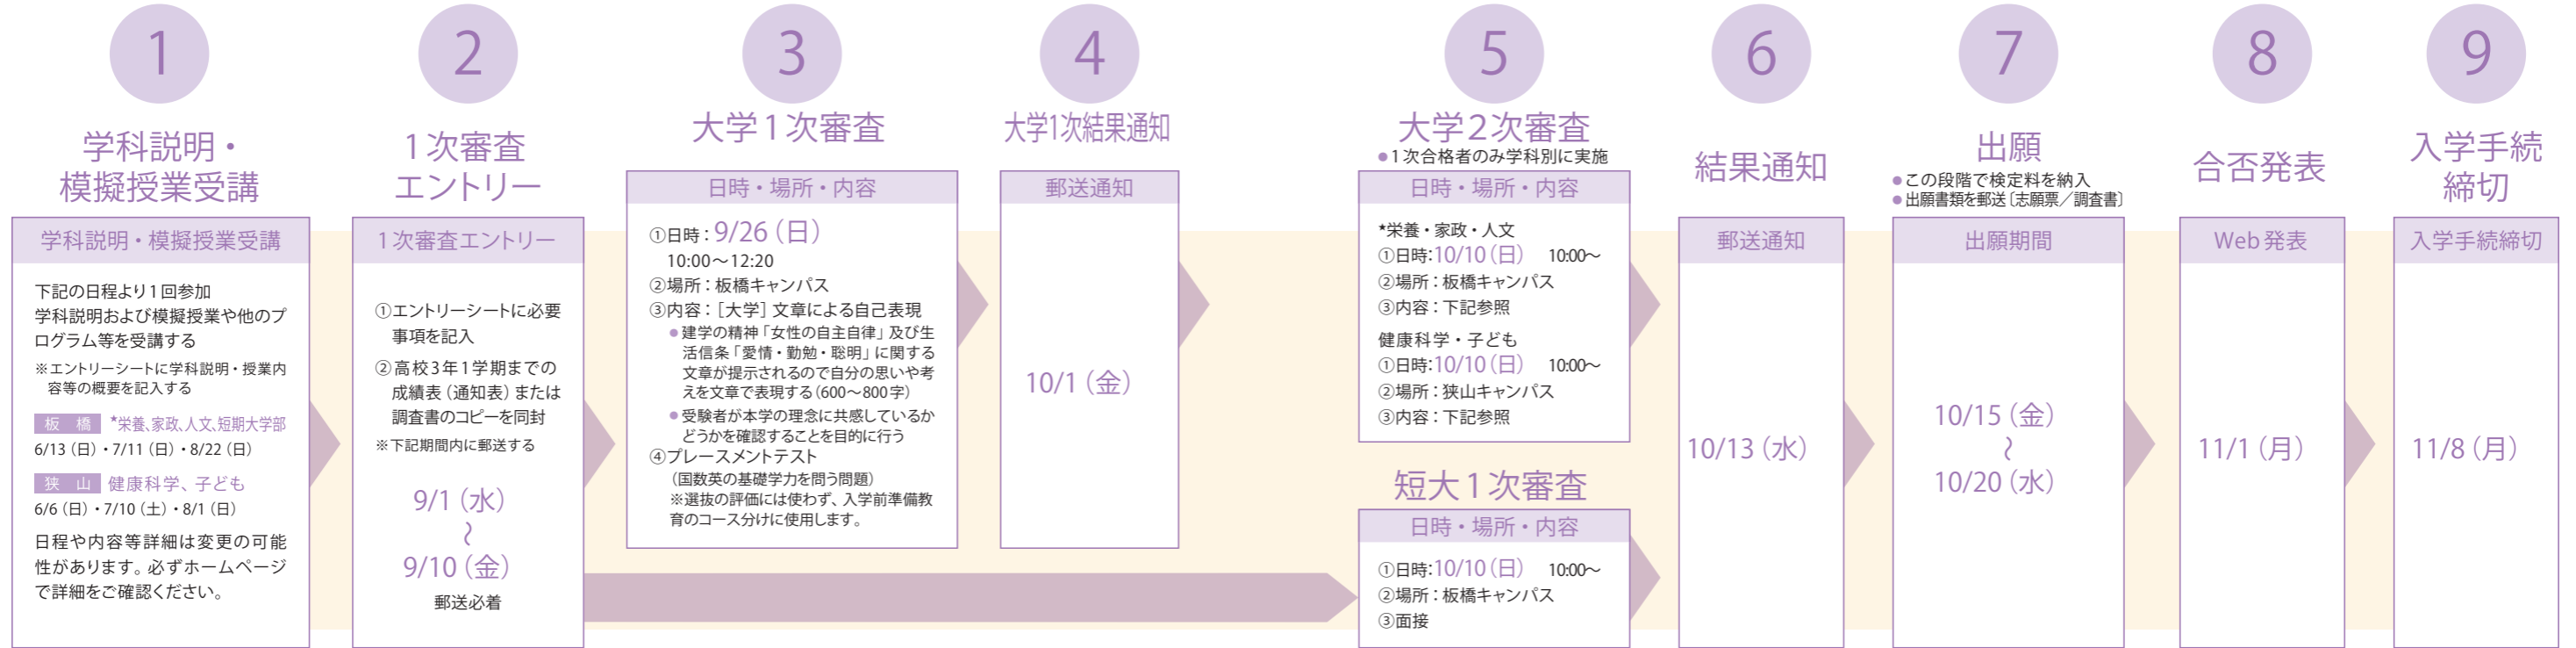 1
学科説明・
模擬授業受講
学科説明・模擬授業受講
下記の日程より1回参加
学科説明および模擬授業や他のプ
ログラム等を受講する
※エントリーシートに学科説明・授業内
容等の概要を記入する
板橋 ★栄養、家政、人文、短期大学部
6/13（日）・7/11（日）・8/22（日）
狭山 健康科学、子ども
6/6（日）・7/10（土）・8/1（日）
日程や内容等詳細は変更の可能
性があります。必ずホームページ
で詳細をご確認ください。
2
1次審査
エントリー
1次審査エントリー
①エントリーシートに必要
事項を記入
②高校3年1学期までの
成績表（通知表）または
調査書のコピーを同封
※下記期間内に郵送する
9/1（水）
〜
9/10（金）
郵送必着
3
大学1次審査
日時・場所・内容
①日時：9/26（日）
10:00〜12:20
②場所：板橋キャンパス
③内容：［大学］文章による自己表現
●建学の精神「女性の自主自律」及び生
活信条「愛情・勤勉・聡明」に関する
文章が提示されるので自分の思いや考
えを文章で表現する（600〜800字）
●受験者が本学の理念に共感しているか
どうかを確認することを目的に行う
④プレースメントテスト
（国数英の基礎学力を問う問題）
※選抜の評価には使わず、入学前準備教
育のコース分けに使用します。
4
大学1次結果通知
郵送通知
10/1（金）
5
大学2次審査
●1次合格者のみ学科別に実施
日時・場所・内容
★栄養・家政・人文
①日時：10/10（日） 10:00〜
②場所：板橋キャンパス
③内容：下記参照
健康科学・子ども
①日時：10/10（日） 10:00〜
②場所：狭山キャンパス
③内容：下記参照
短大1次審査
日時・場所・内容
①日時：10/10（日） 10:00〜
②場所：板橋キャンパス
③面接
6
結果通知
郵送通知
10/13（水）
7
出願
●この段階で検定料を納入
●出願書類を郵送〔志願票／調査書〕
出願期間
10/15（金）
〜
10/20（水）
8
合否発表
Web発表
11/1（月）
9
入学手続
締切
入学手続締切
11/8（月）